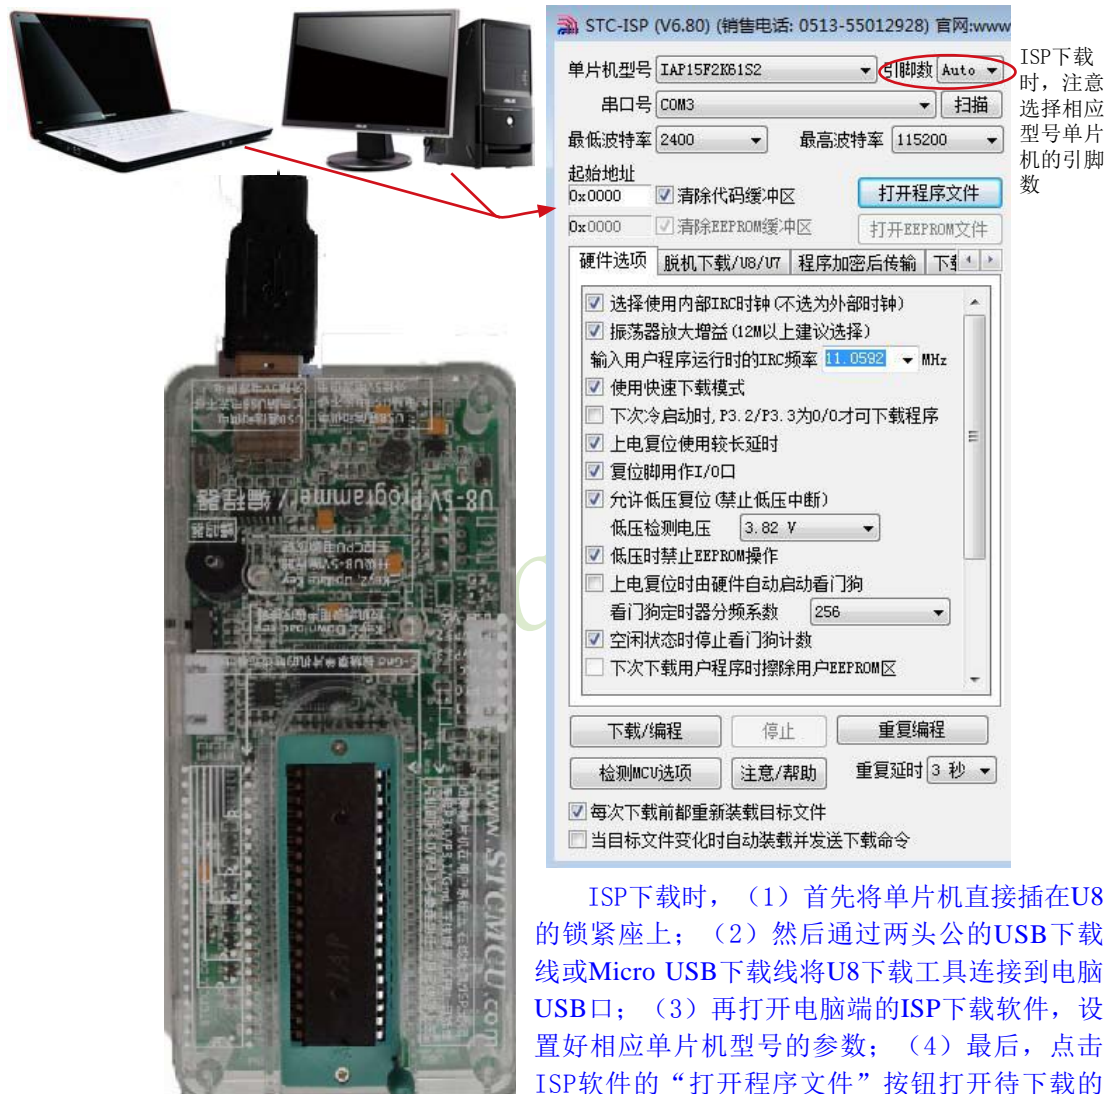 STC-ISP (V6.80) (销售电话: 0513-55012928) 官网:www
单片机型号 IAP15F2K61S2 引脚数 Auto
串口号 COM3 扫描
最低波特率 2400 最高波特率 115200
起始地址
0x0000 清除代码缓冲区 打开程序文件
0x0000 清除EEPROM缓冲区 打开EEPROM文件
硬件选项 脱机下载/U8/U7 程序加密后传输
选择使用内部IRC时钟(不选为外部时钟)
振荡器放大增益(12M以上建议选择)
输入用户程序运行时的IRC频率 11.0592 MHz
使用快速下载模式
下次冷启动时,P3.2/P3.3为0/0才可下载程序
上电复位使用较长延时
复位脚用作I/O口
允许低压复位(禁止低压中断)
低压检测电压 3.82 V
低压时禁止EEPROM操作
上电复位时由硬件自动启动看门狗
看门狗定时器分频系数 256
空闲状态时停止看门狗计数
下次下载用户程序时擦除用户EEPROM区
下载/编程 停止 重复编程
检测MCU选项 注意/帮助 重复延时 3 秒
每次下载前都重新装载目标文件
当目标文件变化时自动装载并发送下载命令
ISP下载
时，注意
选择相应
型号单片
机的引脚
数
U8-5V Programmer / 编程器
www.STCMCU.com
ISP下载时，（1）首先将单片机直接插在U8
的锁紧座上；（2）然后通过两头公的USB下载
线或Micro USB下载线将U8下载工具连接到电脑
USB口；（3）再打开电脑端的ISP下载软件，设
置好相应单片机型号的参数；（4）最后，点击
ISP软件的“打开程序文件”按钮打开待下载的